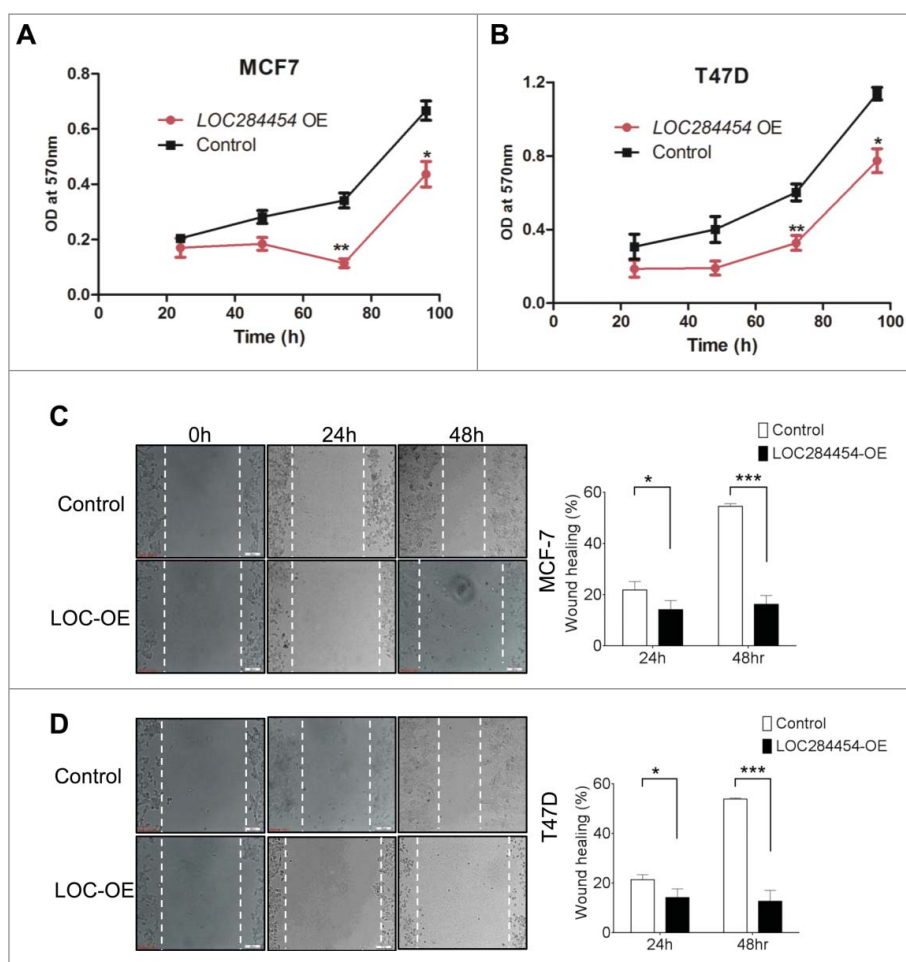 A
MCF7
OD at 570nm
0.8
0.6
0.4
0.2
0.0
LOC284454 OE
Control
*
**
0 20 40 60 80 100
Time (h)
B
T47D
OD at 570nm
1.2
0.8
0.4
0.0
LOC284454 OE
Control
*
**
0 20 40 60 80 100
Time (h)
C
0h 24h 48h
Control
LOC-OE
MCF-7
Control
LOC284454-OE
Wound healing (%)
60
40
20
0
* ***
24h 48hr
D
Control
LOC-OE
T47D
Control
LOC284454-OE
Wound healing (%)
60
40
20
0
* ***
24h 48hr